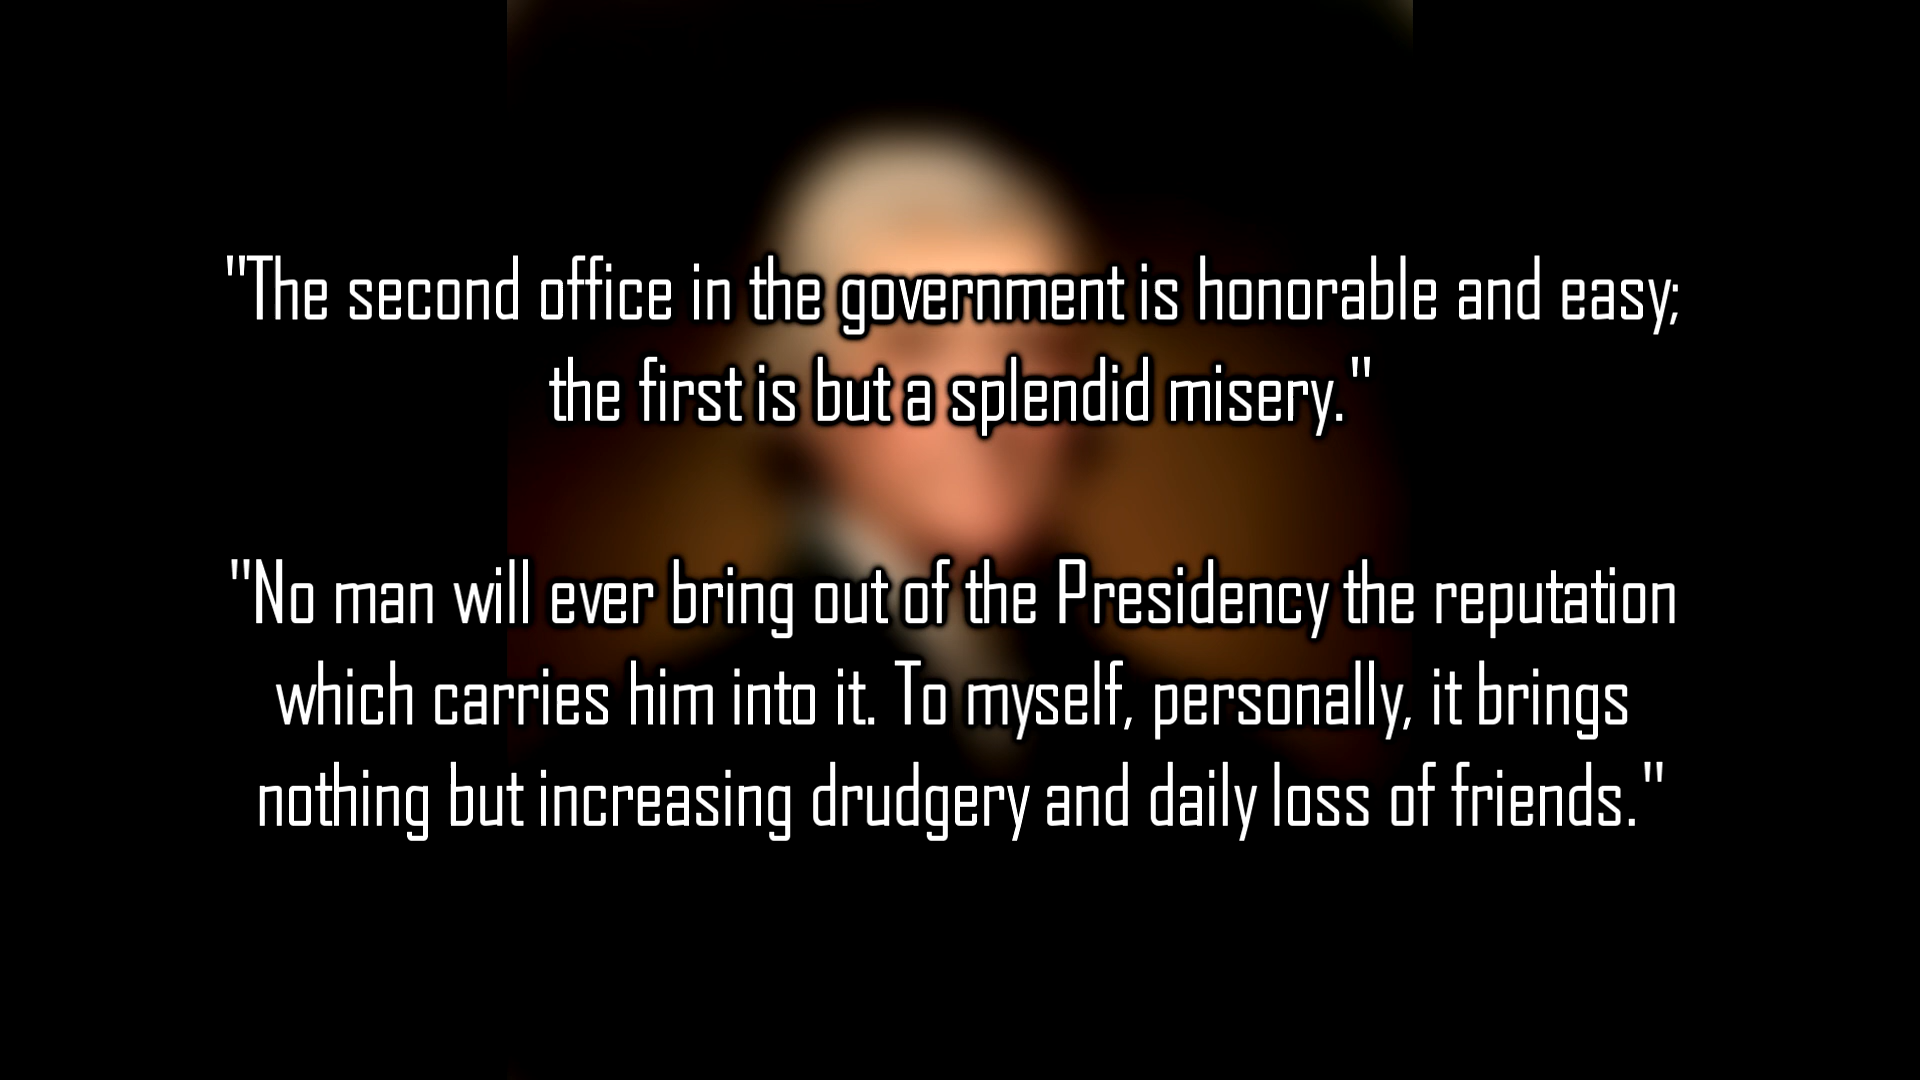 "The second office in the government is honorable and easy;
the first is but a splendid misery."
"No man will ever bring out of the Presidency the reputation
which carries him into it. To myself, personally, it brings
nothing but increasing drudgery and daily loss of friends."